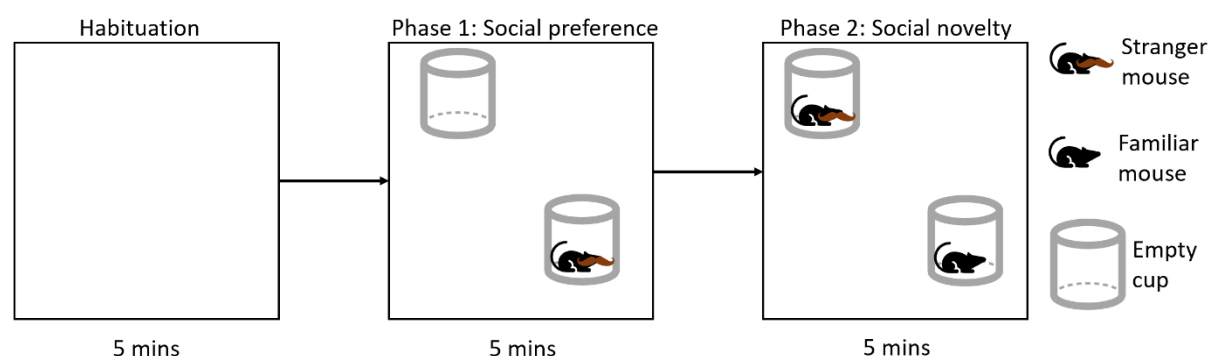 Habituation
Phase 1: Social preference
Phase 2: Social novelty
Stranger
mouse
Familiar
mouse
Empty
cup
5 mins
5 mins
5 mins